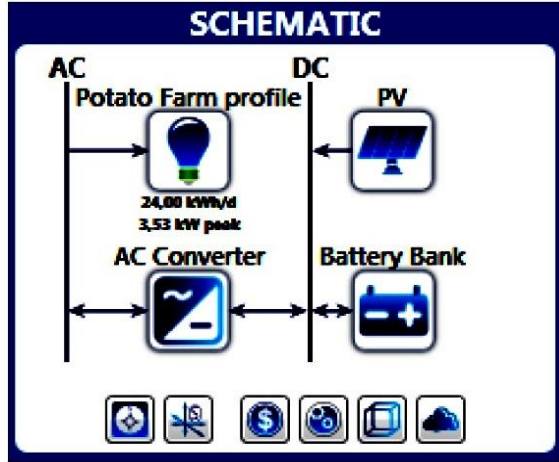 SCHEMATIC
AC DC
Potato Farm profile PV
24,00 kWh/d
3,53 kW peak
AC Converter Battery Bank